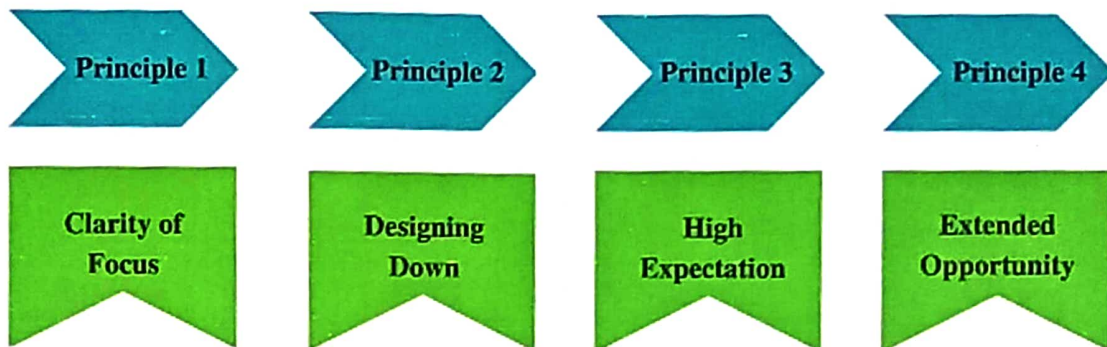 Principle 1
Principle 2
Principle 3
Principle 4
Clarity of
Focus
Designing
Down
High
Expectation
Extended
Opportunity